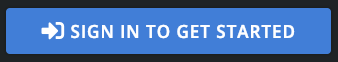 SIGN IN TO GET STARTED